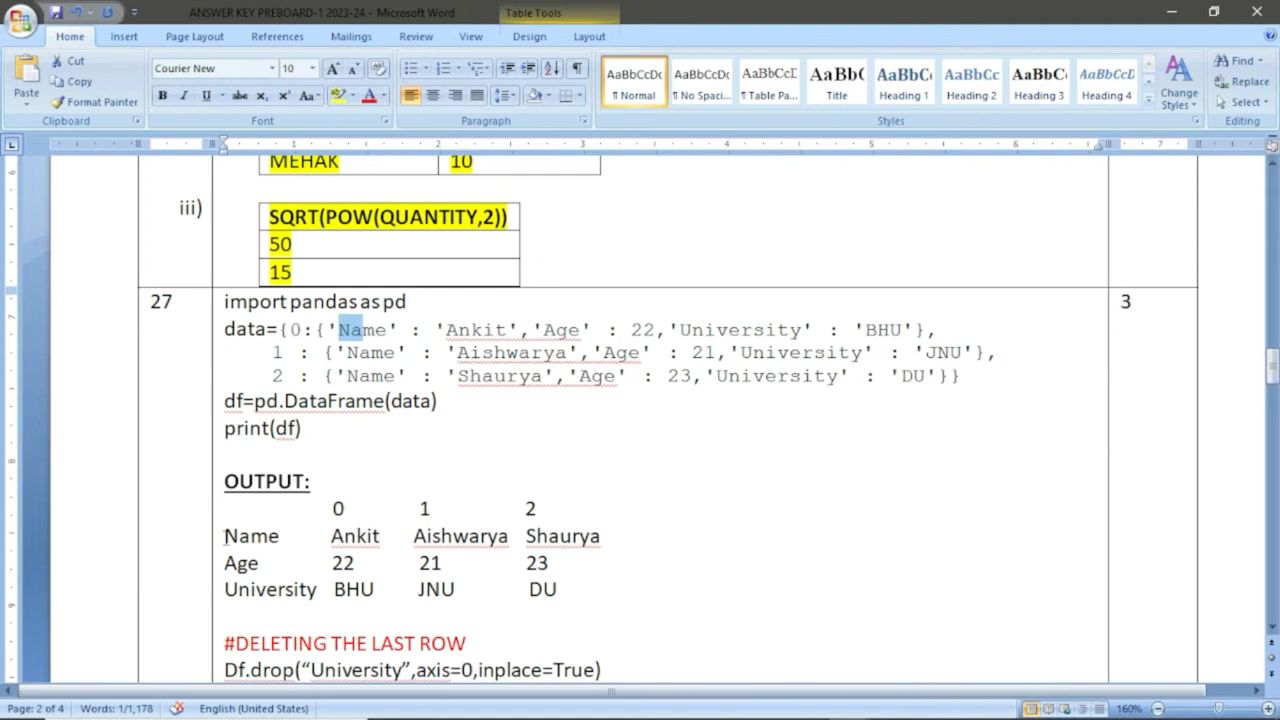 ANSWER KEY PREBOARD-1 2023-24 - Microsoft Word
Table Tools
Home Insert Page Layout References Mailings Review View Design Layout
Cut
Copy
Format Painter
Paste
Clipboard
Courier New 10
Font
Paragraph
AaBbCcDc AaBbCcDc AaBbCcD AaBb( AaBbCc AaBbCc AaBbCc AaBbCcD
¶ Normal ¶ No Spaci... ¶ Table Pa... Title Heading 1 Heading 2 Heading 3 Heading 4
Change Styles
Styles
Find
Replace
Select
Editing
MEHAK 10
iii)
SQRT(POW(QUANTITY,2))
50
15
27 import pandas as pd 3
data={0:{'Name' : 'Ankit','Age' : 22,'University' : 'BHU'},
1 : {'Name' : 'Aishwarya','Age' : 21,'University' : 'JNU'},
2 : {'Name' : 'Shaurya','Age' : 23,'University' : 'DU'}}
df=pd.DataFrame(data)
print(df)
OUTPUT:
0 1 2
Name Ankit Aishwarya Shaurya
Age 22 21 23
University BHU JNU DU
#DELETING THE LAST ROW
Df.drop(“University”,axis=0,inplace=True)
Page: 2 of 4 Words: 1/1,178 English (United States) 160%